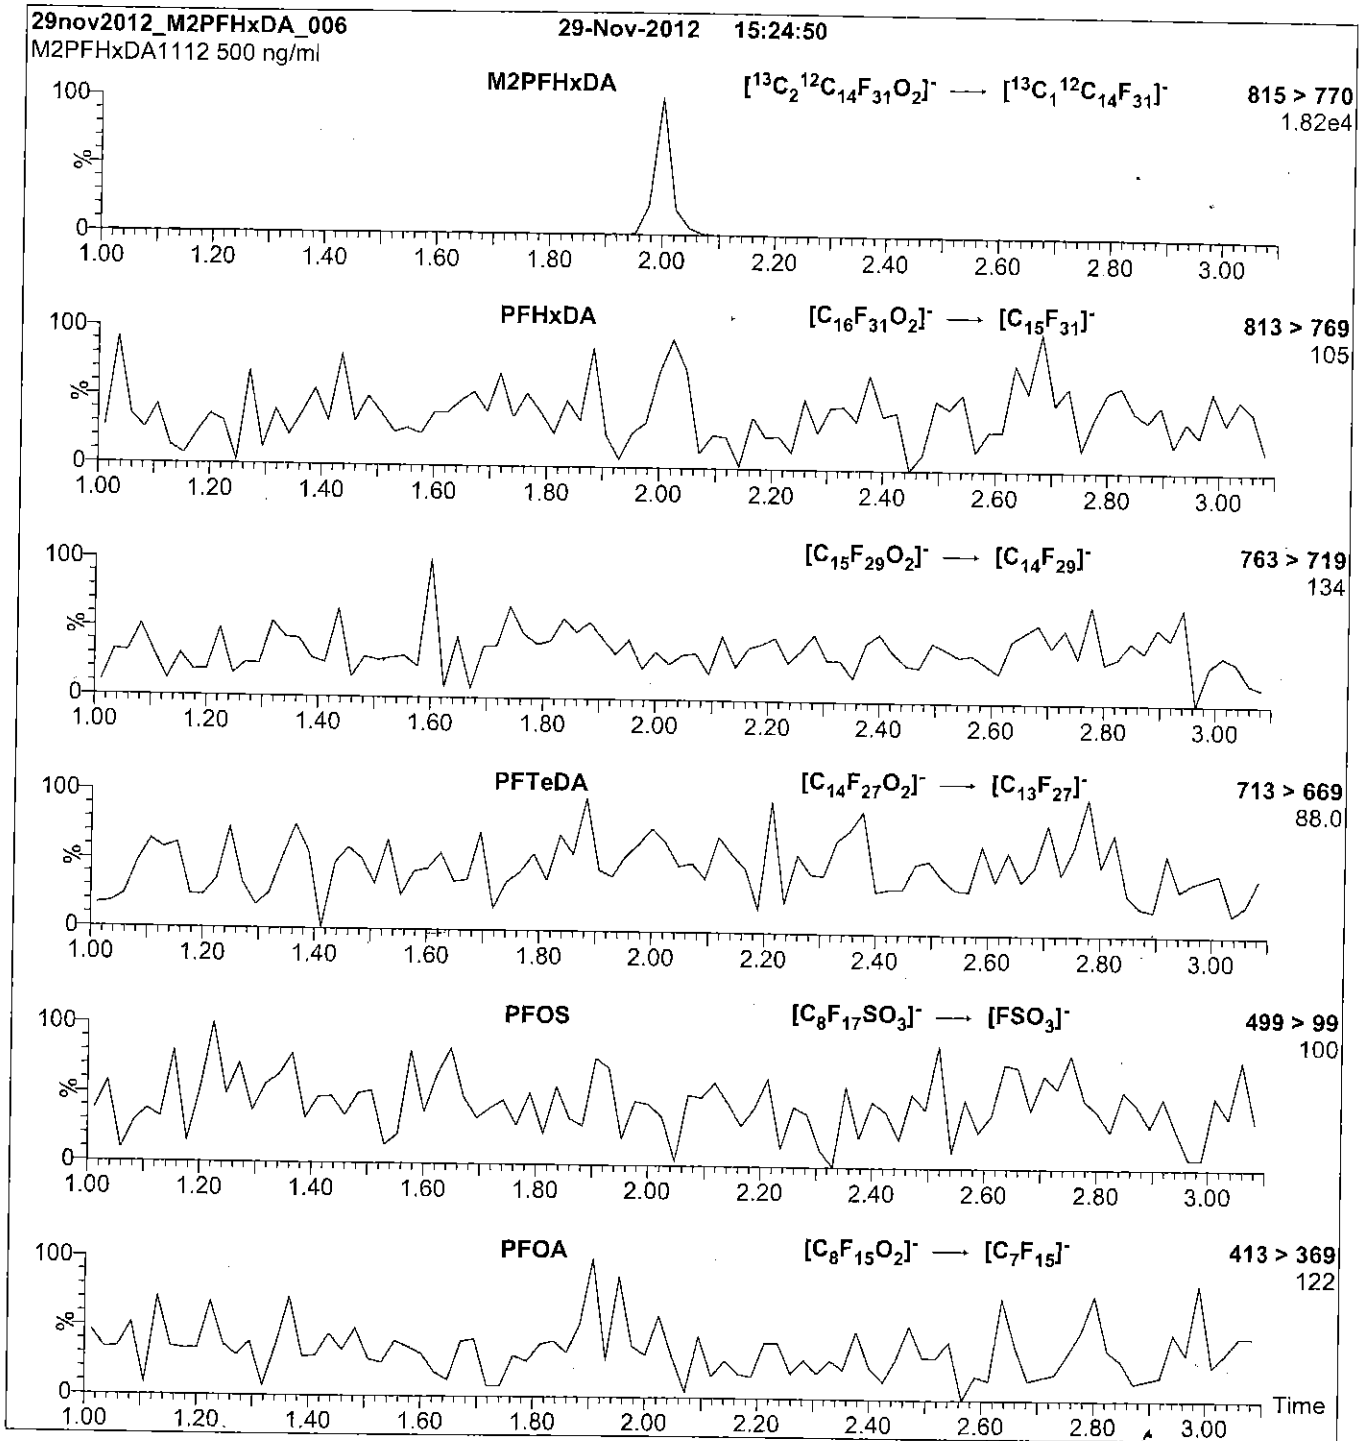 29nov2012_M2PFHxDA_006 29-Nov-2012 15:24:50
M2PFHxDA1112 500 ng/ml
M2PFHxDA [¹³C₂¹²C₁₄F₃₁O₂]⁻ → [¹³C₁¹²C₁₄F₃₁]⁻ 815 > 770
1.82e4
100
%
0
1.00 1.20 1.40 1.60 1.80 2.00 2.20 2.40 2.60 2.80 3.00
PFHxDA [C₁₆F₃₁O₂]⁻ → [C₁₅F₃₁]⁻ 813 > 769
105
100
%
0
1.00 1.20 1.40 1.60 1.80 2.00 2.20 2.40 2.60 2.80 3.00
[C₁₅F₂₉O₂]⁻ → [C₁₄F₂₉]⁻ 763 > 719
134
100
%
0
1.00 1.20 1.40 1.60 1.80 2.00 2.20 2.40 2.60 2.80 3.00
PFTeDA [C₁₄F₂₇O₂]⁻ → [C₁₃F₂₇]⁻ 713 > 669
88.0
100
%
0
1.00 1.20 1.40 1.60 1.80 2.00 2.20 2.40 2.60 2.80 3.00
PFOS [C₈F₁₇SO₃]⁻ → [FSO₃]⁻ 499 > 99
100
100
%
0
1.00 1.20 1.40 1.60 1.80 2.00 2.20 2.40 2.60 2.80 3.00
PFOA [C₈F₁₅O₂]⁻ → [C₇F₁₅]⁻ 413 > 369
122
100
%
0
1.00 1.20 1.40 1.60 1.80 2.00 2.20 2.40 2.60 2.80 3.00 Time